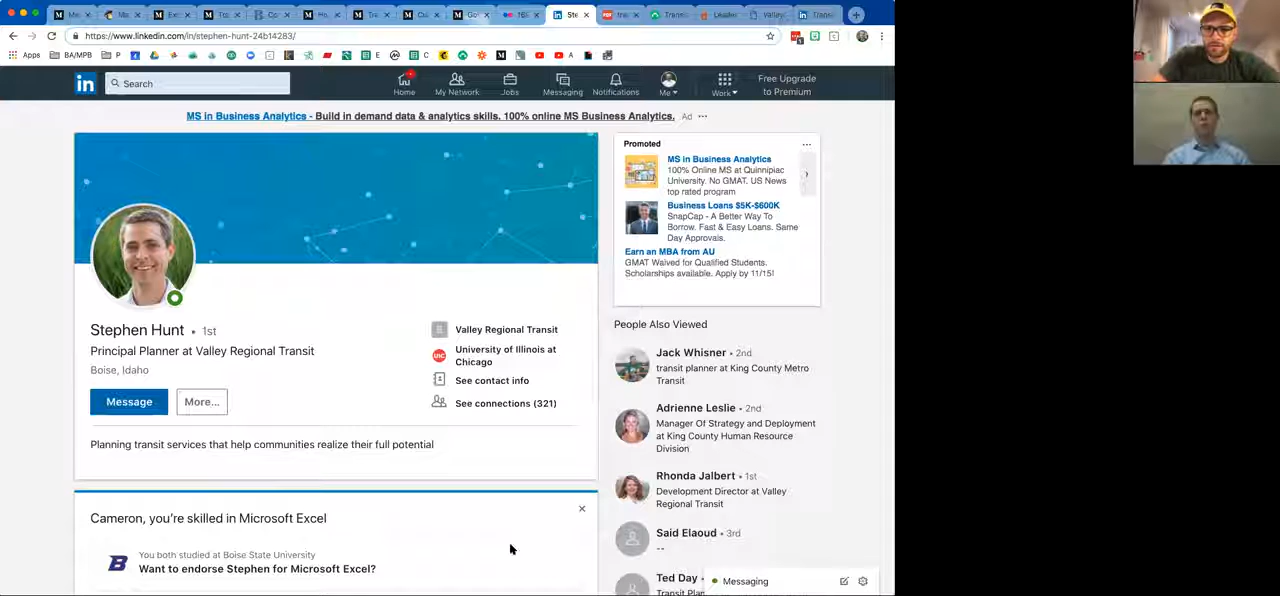 https://www.linkedin.com/in/stephen-hunt-24b14283/
Apps
BA/MPB
P
E
C
A
in
Search
Home
My Network
Jobs
Messaging
Notifications
Me
Work
Free Upgrade
to Premium
MS in Business Analytics - Build in demand data & analytics skills. 100% online MS Business Analytics.
Ad
Stephen Hunt • 1st
Principal Planner at Valley Regional Transit
Boise, Idaho
Message
More...
Valley Regional Transit
University of Illinois at
Chicago
See contact info
See connections (321)
Planning transit services that help communities realize their full potential
Cameron, you're skilled in Microsoft Excel
You both studied at Boise State University
Want to endorse Stephen for Microsoft Excel?
Promoted
MS in Business Analytics
100% Online MS at Quinnipiac
University. No GMAT. US News
top rated program
Business Loans $5K-$600K
SnapCap - A Better Way To
Borrow. Fast & Easy Loans. Same
Day Approvals.
Earn an MBA from AU
GMAT Waived for Qualified Students.
Scholarships available. Apply by 11/15!
People Also Viewed
Jack Whisner • 2nd
transit planner at King County Metro
Transit
Adrienne Leslie • 2nd
Manager Of Strategy and Deployment
at King County Human Resource
Division
Rhonda Jalbert • 1st
Development Director at Valley
Regional Transit
Said Elaoud • 3rd
--
Ted Day
Messaging